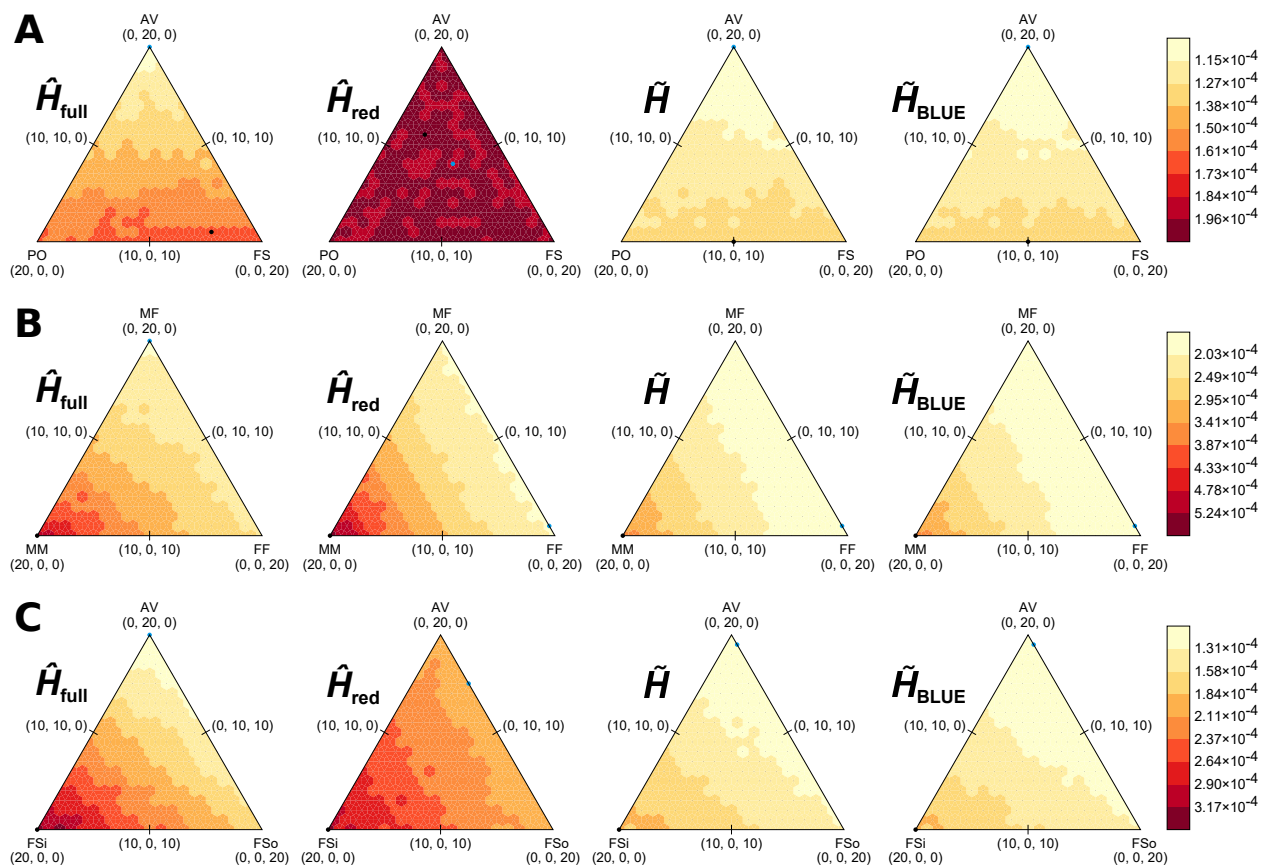 A
AV AV AV AV
(0, 20, 0) (0, 20, 0) (0, 20, 0) (0, 20, 0)
Ĥfull Ĥred H̃ H̃BLUE
(10, 10, 0) (0, 10, 10) (10, 10, 0) (0, 10, 10) (10, 10, 0) (0, 10, 10) (10, 10, 0) (0, 10, 10)
PO (10, 0, 10) FS PO (10, 0, 10) FS PO (10, 0, 10) FS PO (10, 0, 10) FS
(20, 0, 0) (0, 0, 20) (20, 0, 0) (0, 0, 20) (20, 0, 0) (0, 0, 20) (20, 0, 0) (0, 0, 20)
1.15×10⁻⁴
1.27×10⁻⁴
1.38×10⁻⁴
1.50×10⁻⁴
1.61×10⁻⁴
1.73×10⁻⁴
1.84×10⁻⁴
1.96×10⁻⁴
B
MF MF MF MF
(0, 20, 0) (0, 20, 0) (0, 20, 0) (0, 20, 0)
Ĥfull Ĥred H̃ H̃BLUE
(10, 10, 0) (0, 10, 10) (10, 10, 0) (0, 10, 10) (10, 10, 0) (0, 10, 10) (10, 10, 0) (0, 10, 10)
MM (10, 0, 10) FF MM (10, 0, 10) FF MM (10, 0, 10) FF MM (10, 0, 10) FF
(20, 0, 0) (0, 0, 20) (20, 0, 0) (0, 0, 20) (20, 0, 0) (0, 0, 20) (20, 0, 0) (0, 0, 20)
2.03×10⁻⁴
2.49×10⁻⁴
2.95×10⁻⁴
3.41×10⁻⁴
3.87×10⁻⁴
4.33×10⁻⁴
4.78×10⁻⁴
5.24×10⁻⁴
C
AV AV AV AV
(0, 20, 0) (0, 20, 0) (0, 20, 0) (0, 20, 0)
Ĥfull Ĥred H̃ H̃BLUE
(10, 10, 0) (0, 10, 10) (10, 10, 0) (0, 10, 10) (10, 10, 0) (0, 10, 10) (10, 10, 0) (0, 10, 10)
FSi (10, 0, 10) FSo FSi (10, 0, 10) FSo FSi (10, 0, 10) FSo FSi (10, 0, 10) FSo
(20, 0, 0) (0, 0, 20) (20, 0, 0) (0, 0, 20) (20, 0, 0) (0, 0, 20) (20, 0, 0) (0, 0, 20)
1.31×10⁻⁴
1.58×10⁻⁴
1.84×10⁻⁴
2.11×10⁻⁴
2.37×10⁻⁴
2.64×10⁻⁴
2.90×10⁻⁴
3.17×10⁻⁴